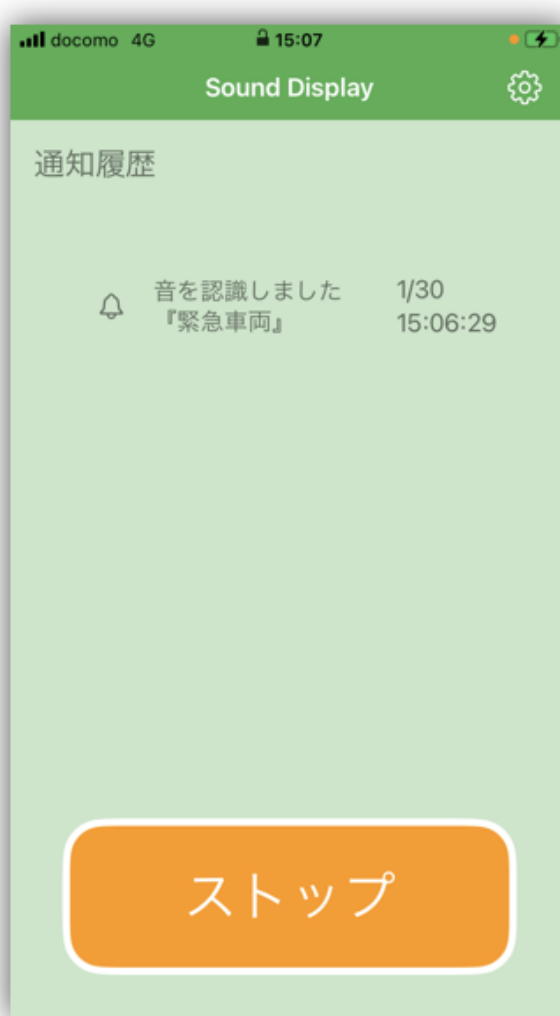 docomo 4G 15:07
Sound Display
通知履歴
音を認識しました 1/30
『緊急車両』 15:06:29
ストップ